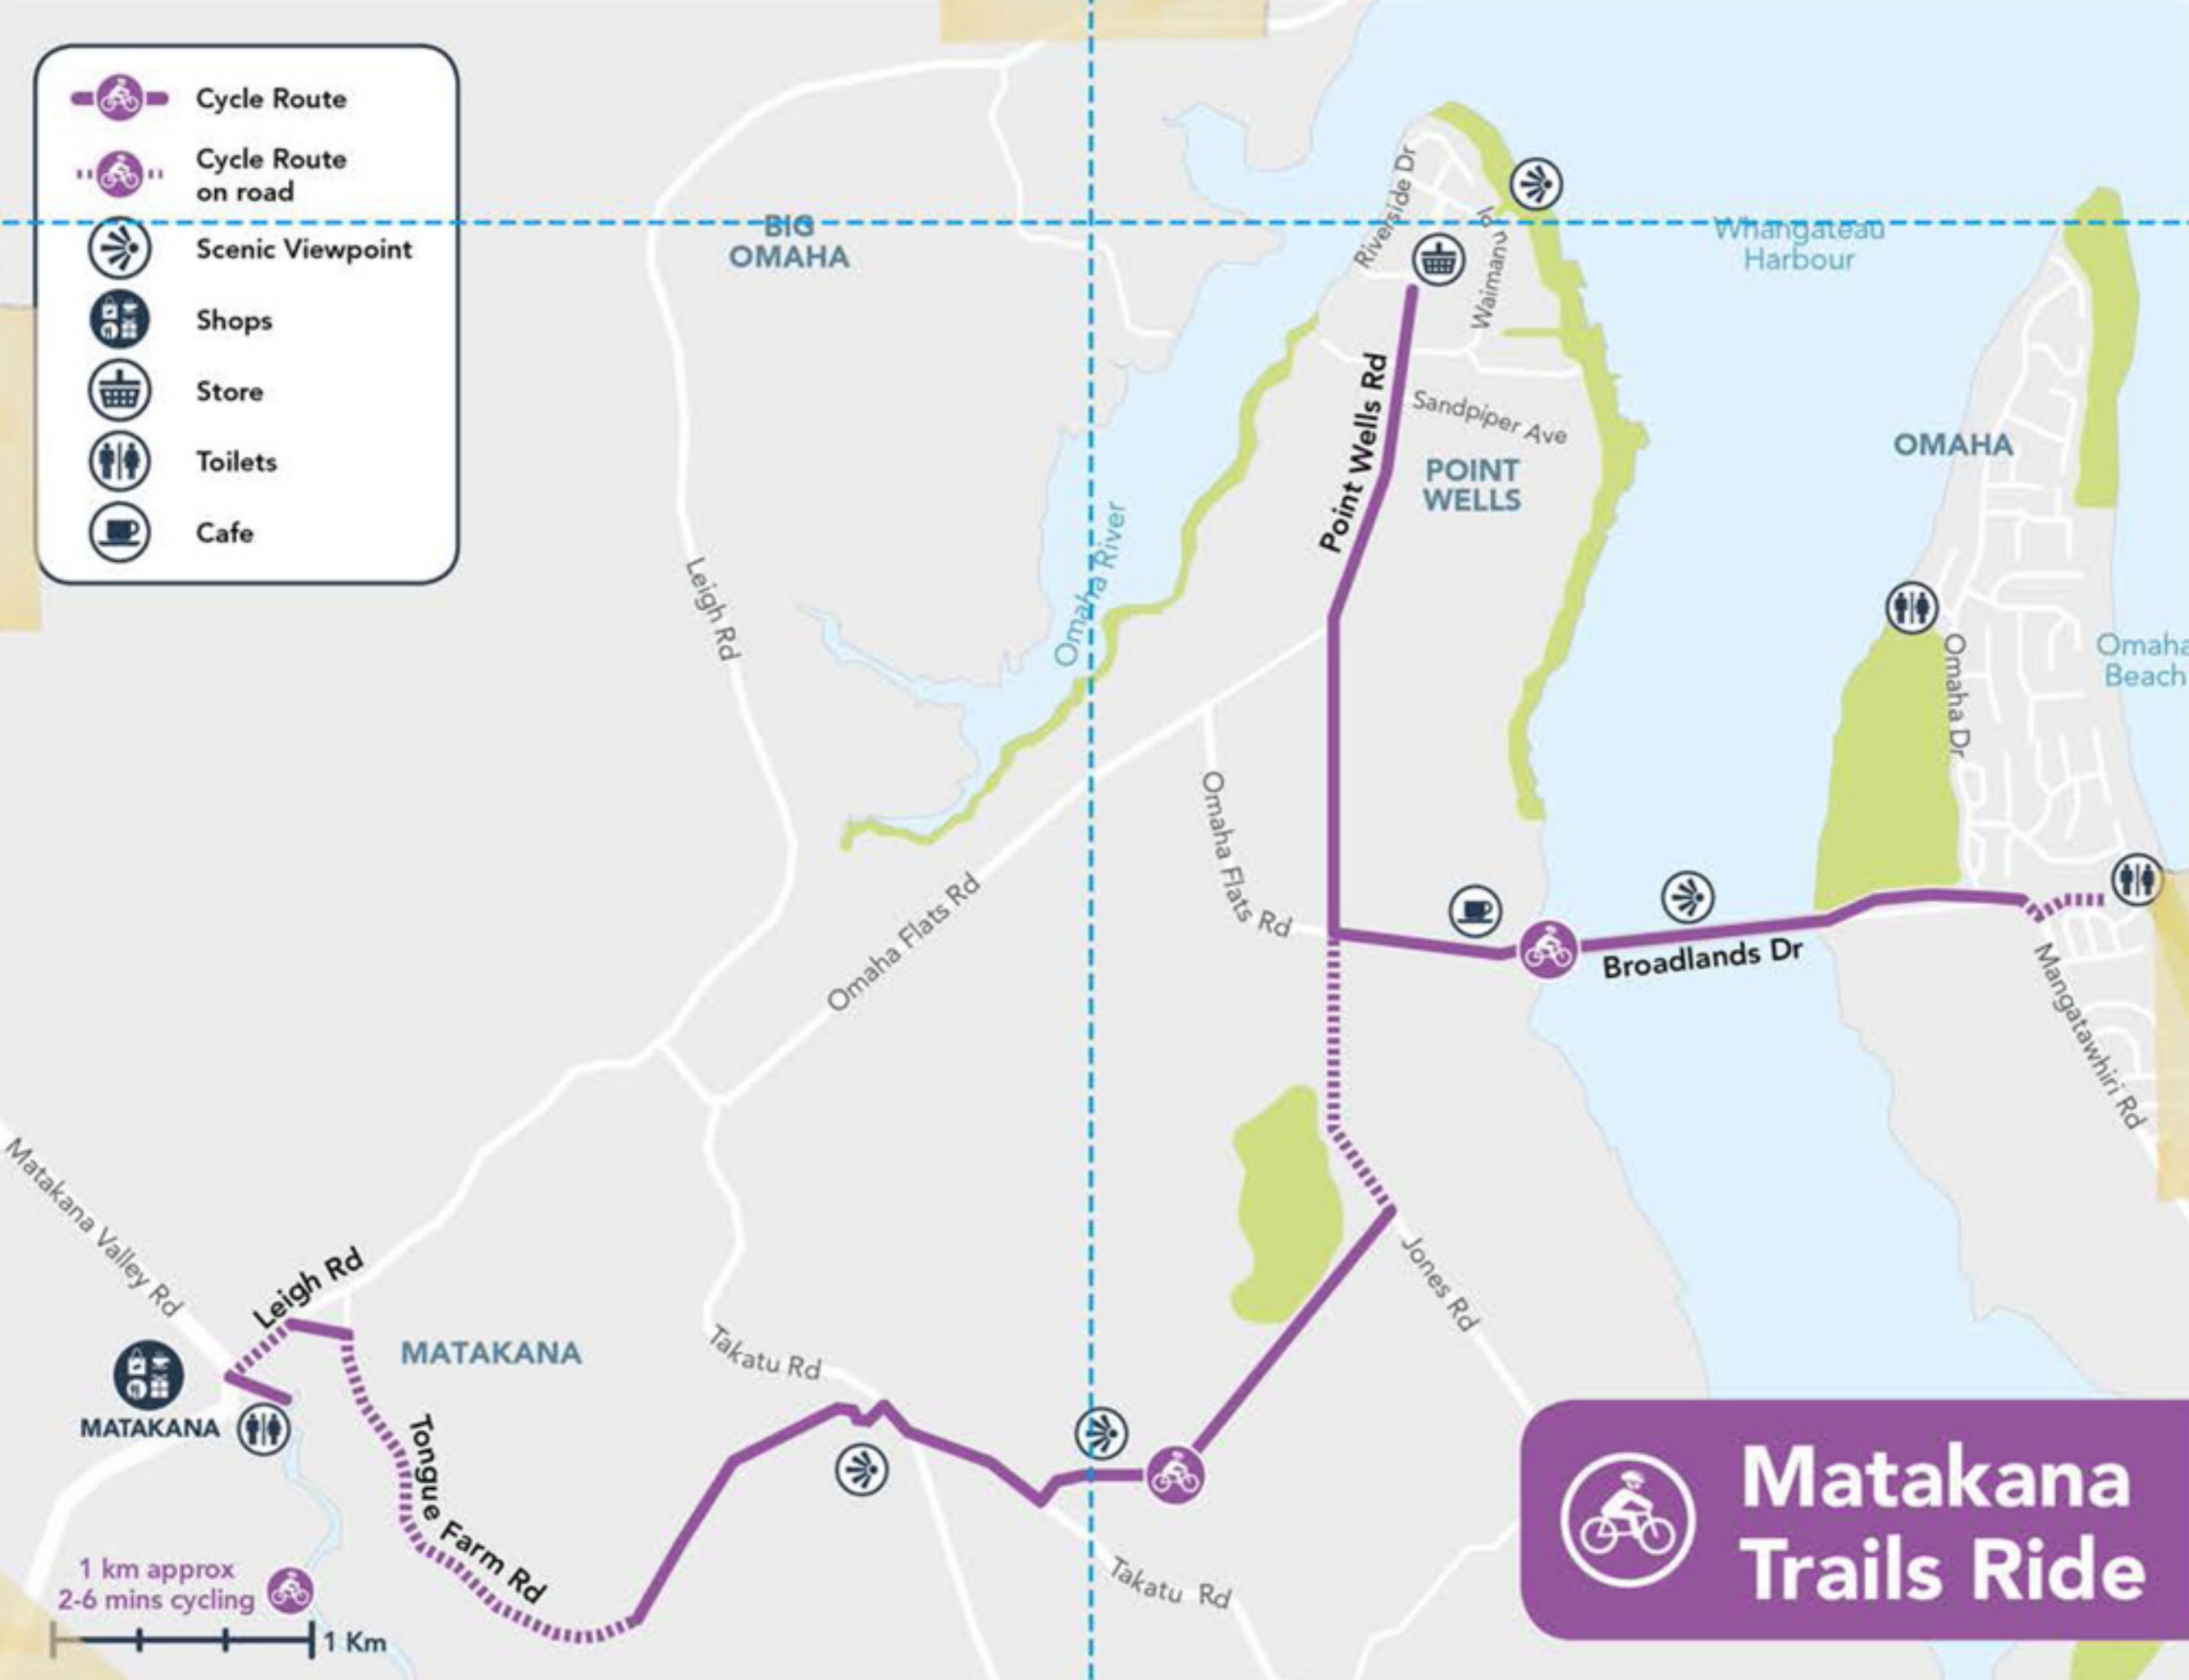 Cycle Route
Cycle Route
on road
Scenic Viewpoint
Shops
Store
Toilets
Cafe
BIG
OMAHA
Riverside Dr
Waimanu
Whangateau
Harbour
Point Wells Rd
Sandpiper Ave
POINT
WELLS
OMAHA
Omaha River
Leigh Rd
Omaha
Beach
Omaha Dr
Omaha Flats Rd
Omaha Flats Rd
Broadlands Dr
Mangatawhiri Rd
Matakana Valley Rd
Leigh Rd
Jones Rd
MATAKANA
Takatu Rd
MATAKANA
Tongue Farm Rd
Takatu Rd
1 km approx
2-6 mins cycling
1 Km
Matakana
Trails Ride